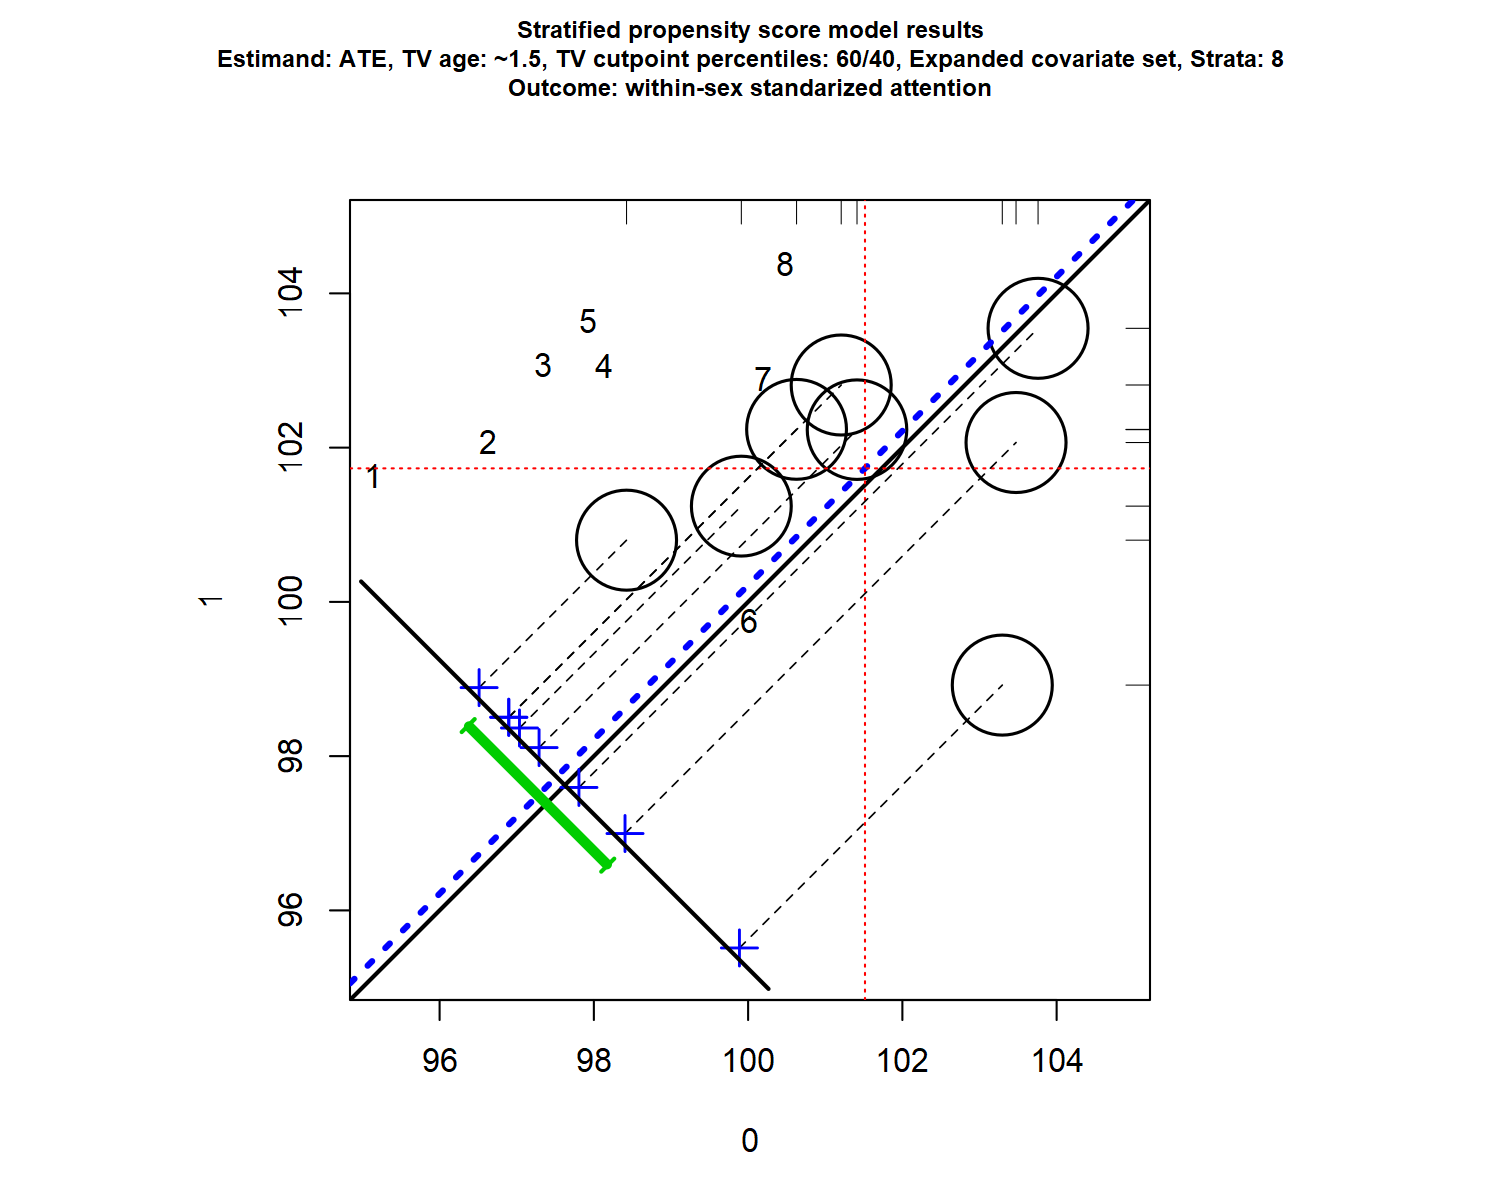 Stratified propensity score model results
Estimand: ATE, TV age: ~1.5, TV cutpoint percentiles: 60/40, Expanded covariate set, Strata: 8
Outcome: within-sex standarized attention
8
5
3 4 7
2
1
6
104
102
100
98
96
1
96 98 100 102 104
0